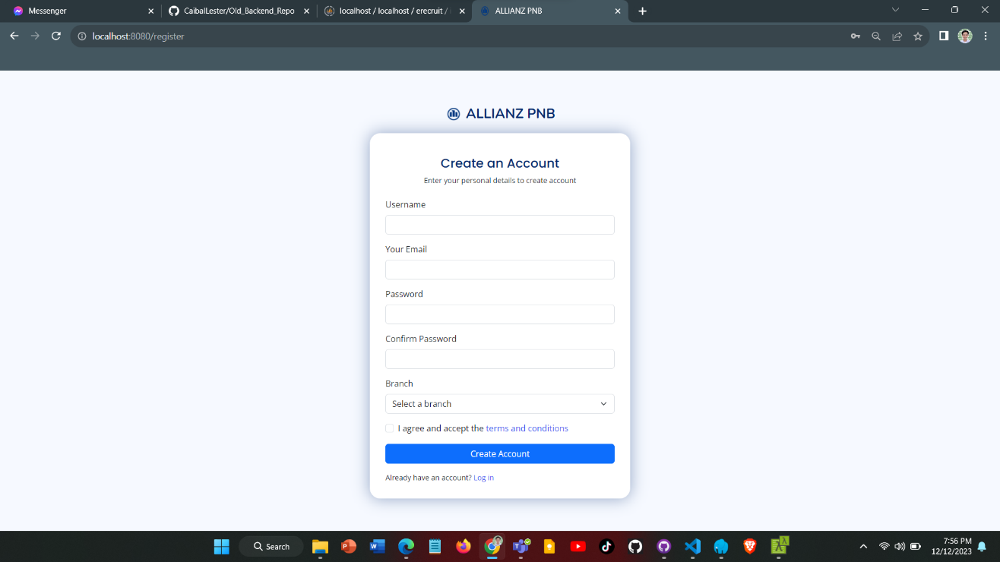 Messenger
CaibalLester/Old_Backend_Repo
localhost / localhost / erecruit /
ALLIANZ PNB
localhost:8080/register
ALLIANZ PNB
Create an Account
Enter your personal details to create account
Username
Your Email
Password
Confirm Password
Branch
Select a branch
I agree and accept the terms and conditions
Create Account
Already have an account? Log in
Search
7:56 PM
12/12/2023